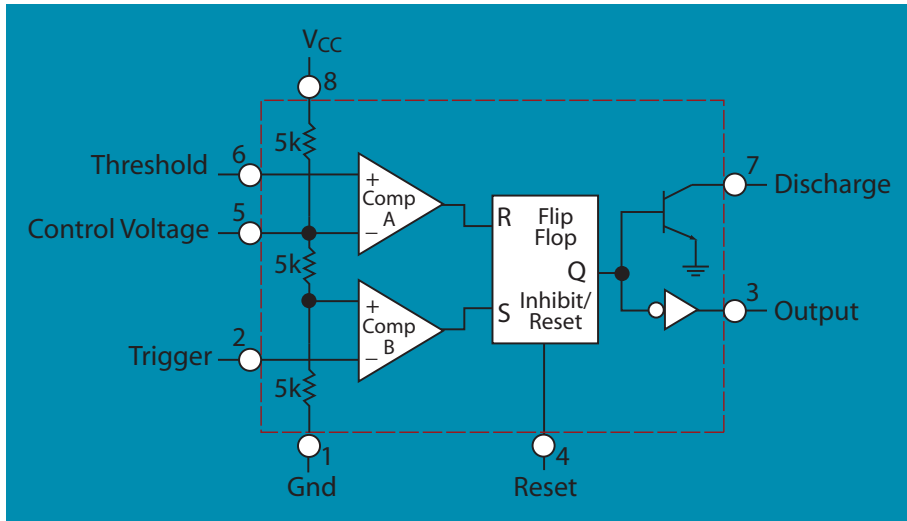 VCC
8
5k
Threshold
6
+
Comp
A
−
5
Control Voltage
5k
+
Comp
B
−
2
Trigger
5k
1
Gnd
R
Flip
Flop
Q
S
Inhibit/
Reset
4
Reset
7
Discharge
3
Output